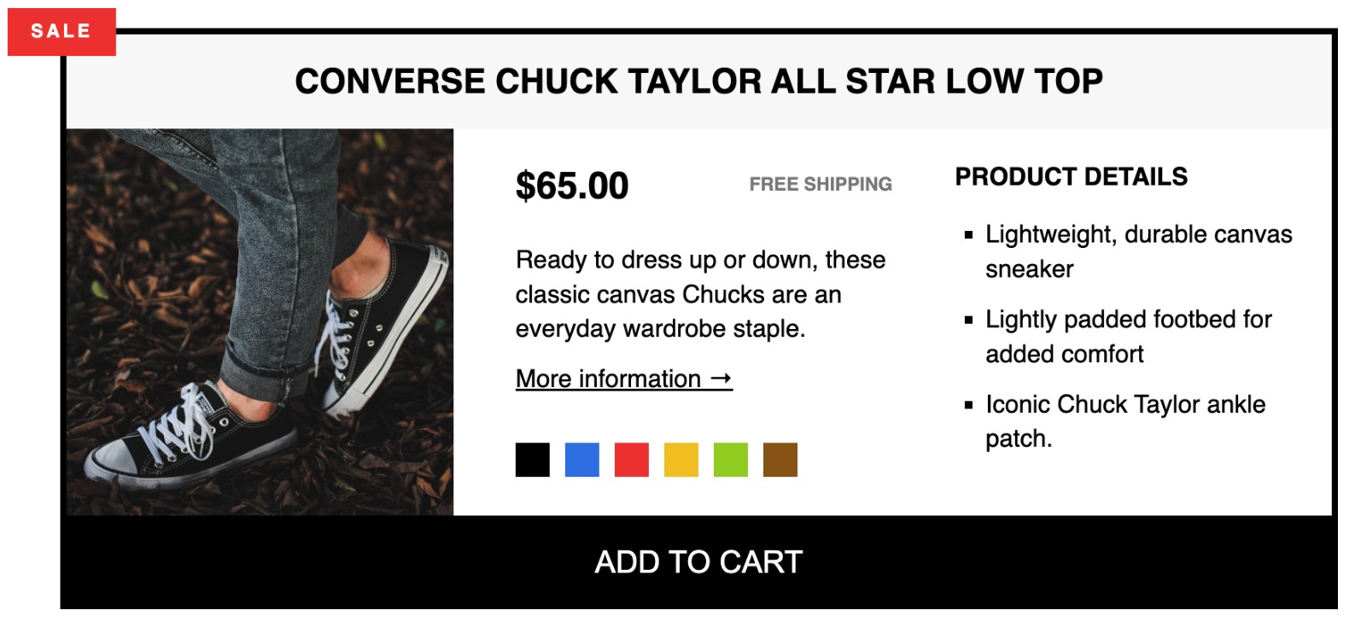 SALE
CONVERSE CHUCK TAYLOR ALL STAR LOW TOP
$65.00
FREE SHIPPING
Ready to dress up or down, these
classic canvas Chucks are an
everyday wardrobe staple.
More information →
PRODUCT DETAILS
▪ Lightweight, durable canvas
sneaker
▪ Lightly padded footbed for
added comfort
▪ Iconic Chuck Taylor ankle
patch.
ADD TO CART